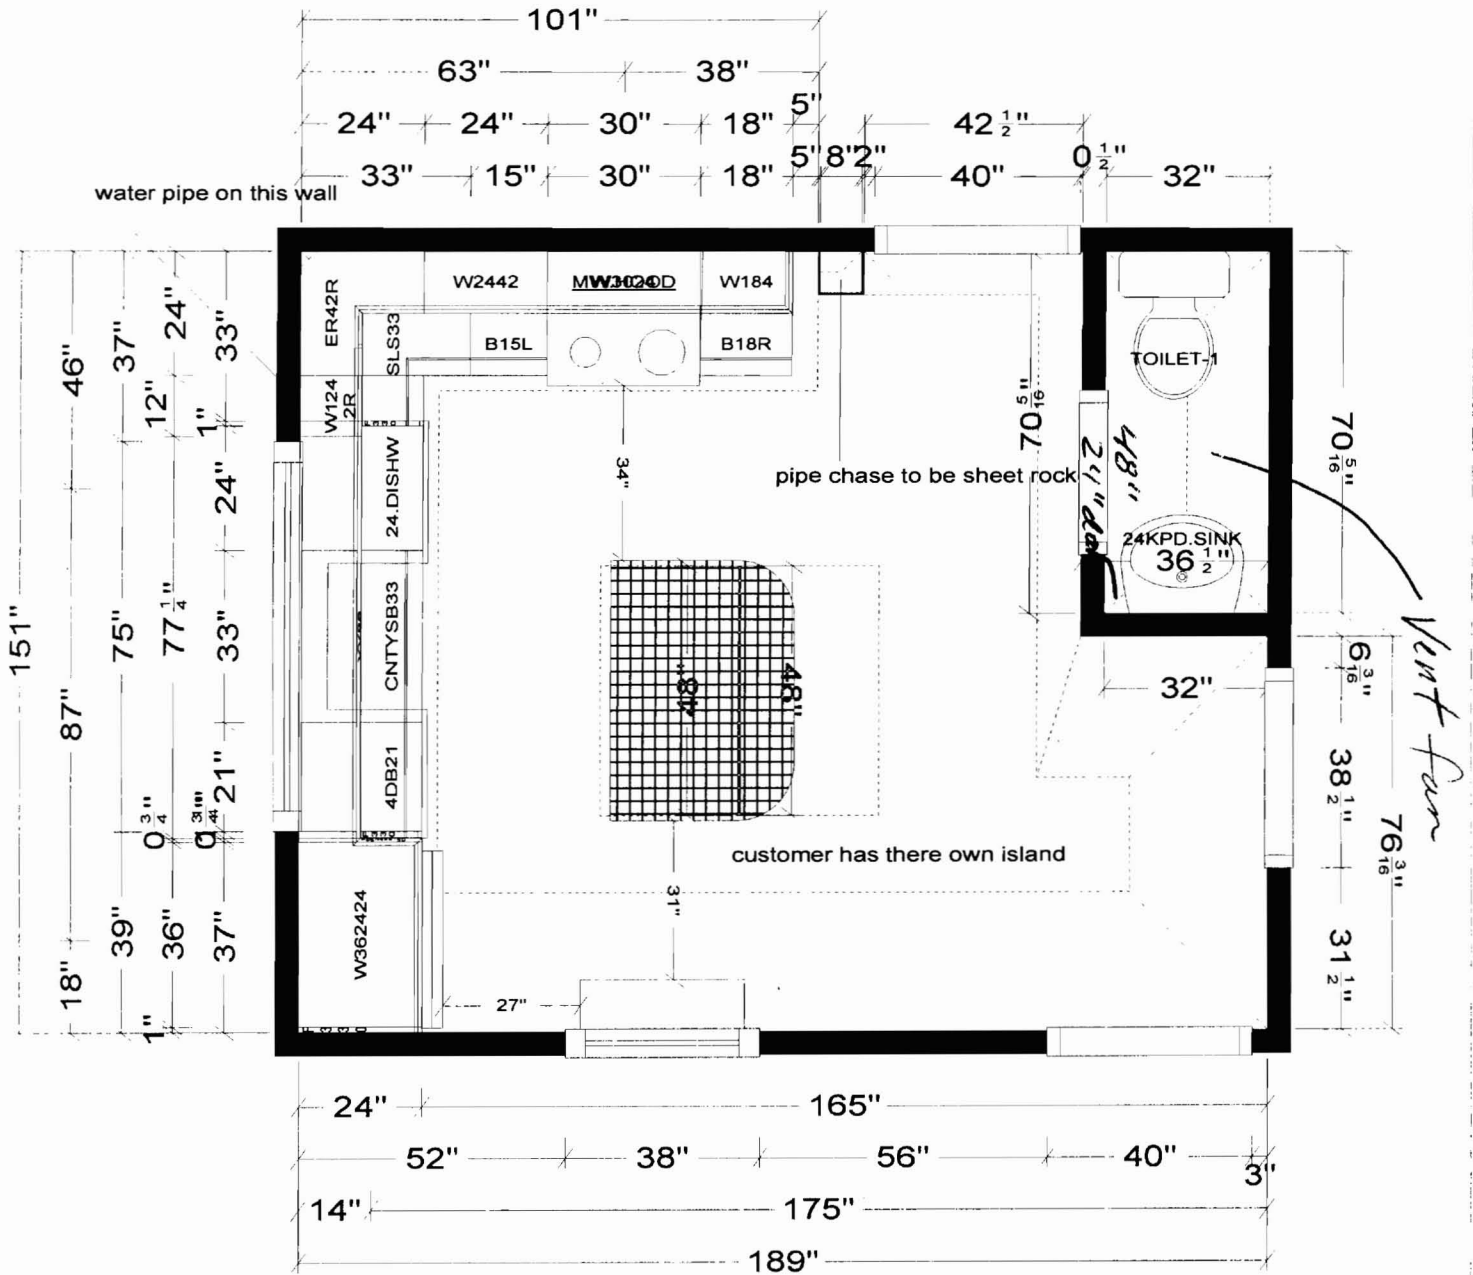 101"
63" 38"
24" 24" 30" 18" 5" 42 1/2"
33" 15" 30" 18" 5" 8" 2" 40" 0 1/2" 32"
water pipe on this wall
ER42R
W2442
W184
SLS33
B15L
B18R
W124
2R
24.DISHW
CNTYSB33
4DB21
W362424
TOILET-1
24KPD.SINK
36 1/2"
70 5/16"
48"
24"
34"
pipe chase to be sheet rock
48"
48"
customer has there own island
31"
27"
32"
Vent fan
151"
46"
87"
18"
37"
75"
39"
24"
12"
77 1/4"
0 3/4"
36"
1"
33"
1"
24"
33"
21"
37"
70 5/16"
6 3/16"
38 1/2"
31 1/2"
76 3/16"
24" 165"
52" 38" 56" 40" 3"
14" 175"
189"